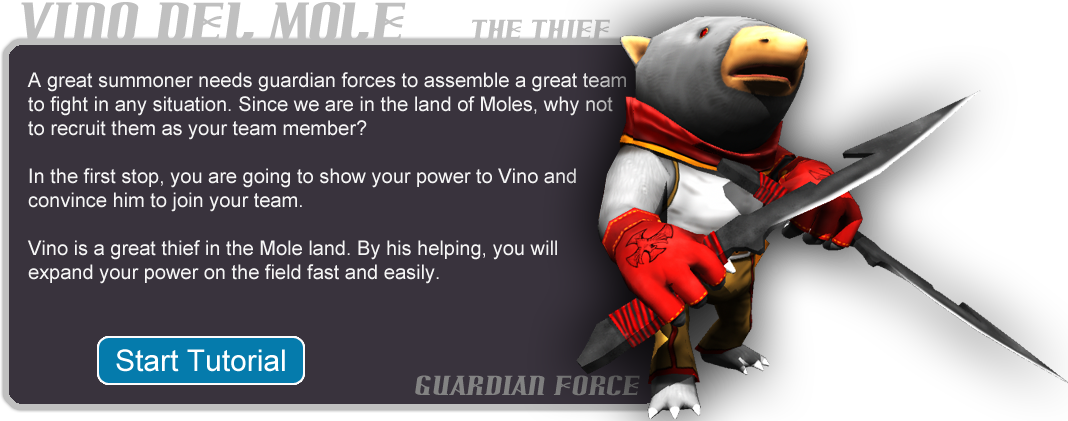 VINO DEL MOLE THE THIEF
A great summoner needs guardian forces to assemble a great team
to fight in any situation. Since we are in the land of Moles, why not
to recruit them as your team member?
In the first stop, you are going to show your power to Vino and
convince him to join your team.
Vino is a great thief in the Mole land. By his helping, you will
expand your power on the field fast and easily.
Start Tutorial
GUARDIAN FORCE